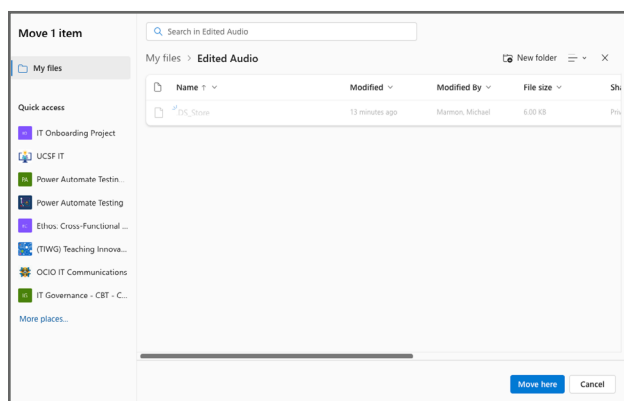 Move 1 item
Search in Edited Audio
My files
My files > Edited Audio
New folder
Name
Modified
Modified By
File size
.DS_Store
13 minutes ago
Marmon, Michael
6.00 KB
Quick access
IT Onboarding Project
UCSF IT
PA
Power Automate Testin...
Power Automate Testing
Ethos: Cross-Functional ...
(TIWG) Teaching Innova...
OCIO IT Communications
IT Governance - CBT - C...
More places...
Move here
Cancel